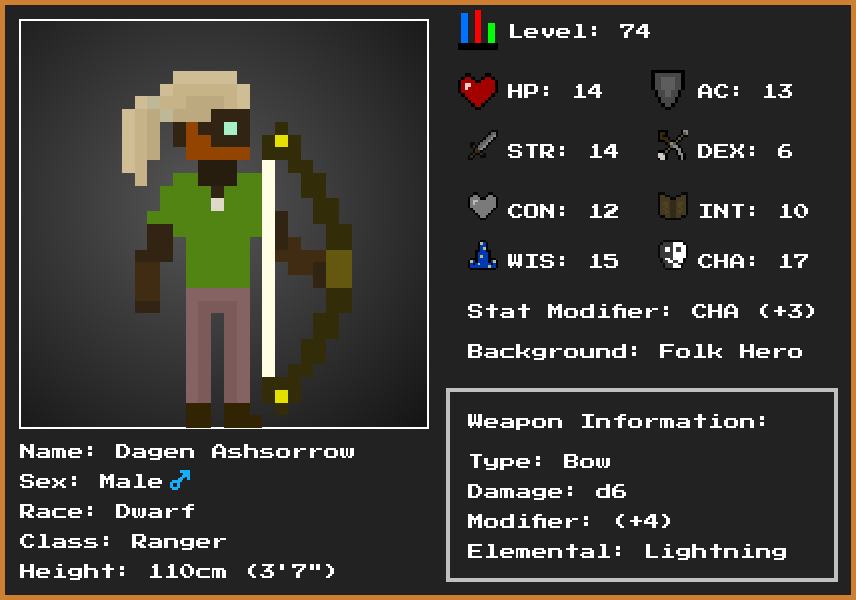 Level: 74
HP: 14 AC: 13
STR: 14 DEX: 6
CON: 12 INT: 10
WIS: 15 CHA: 17
Stat Modifier: CHA (+3)
Background: Folk Hero
Weapon Information:
Type: Bow
Damage: d6
Modifier: (+4)
Elemental: Lightning
Name: Dagen Ashsorrow
Sex: Male ♂
Race: Dwarf
Class: Ranger
Height: 110cm (3'7")